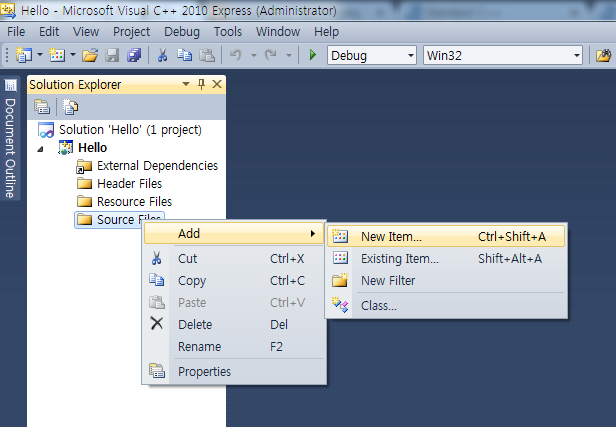 Hello - Microsoft Visual C++ 2010 Express (Administrator)
File Edit View Project Debug Tools Window Help
Debug Win32
Document Outline
Solution Explorer
Solution 'Hello' (1 project)
Hello
External Dependencies
Header Files
Resource Files
Source Files
Add
Cut Ctrl+X
Copy Ctrl+C
Paste Ctrl+V
Delete Del
Rename F2
Properties
New Item... Ctrl+Shift+A
Existing Item... Shift+Alt+A
New Filter
Class...